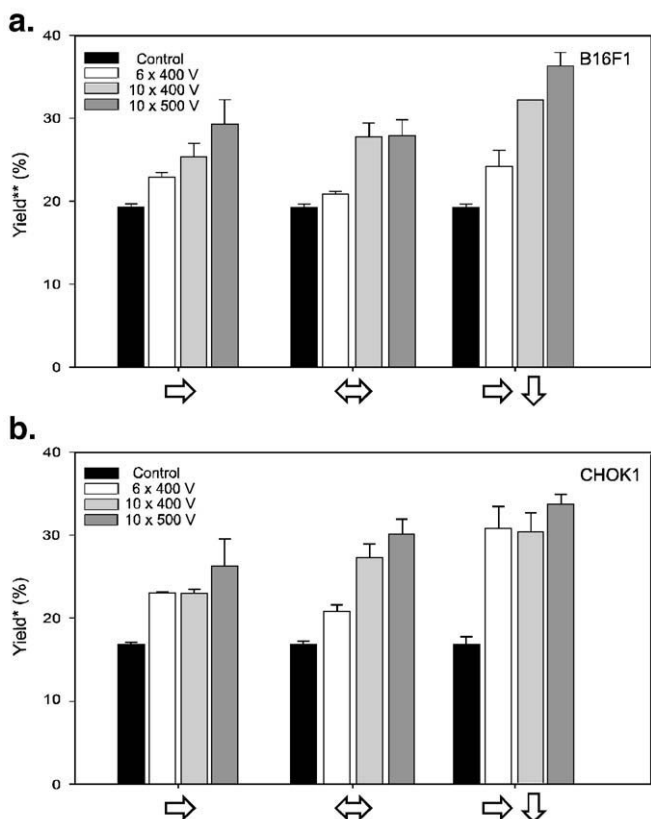 a.
40
30
20
10
0
Yield** (%)
Control
6 x 400 V
10 x 400 V
10 x 500 V
B16F1
b.
40
30
20
10
0
Yield* (%)
Control
6 x 400 V
10 x 400 V
10 x 500 V
CHOK1